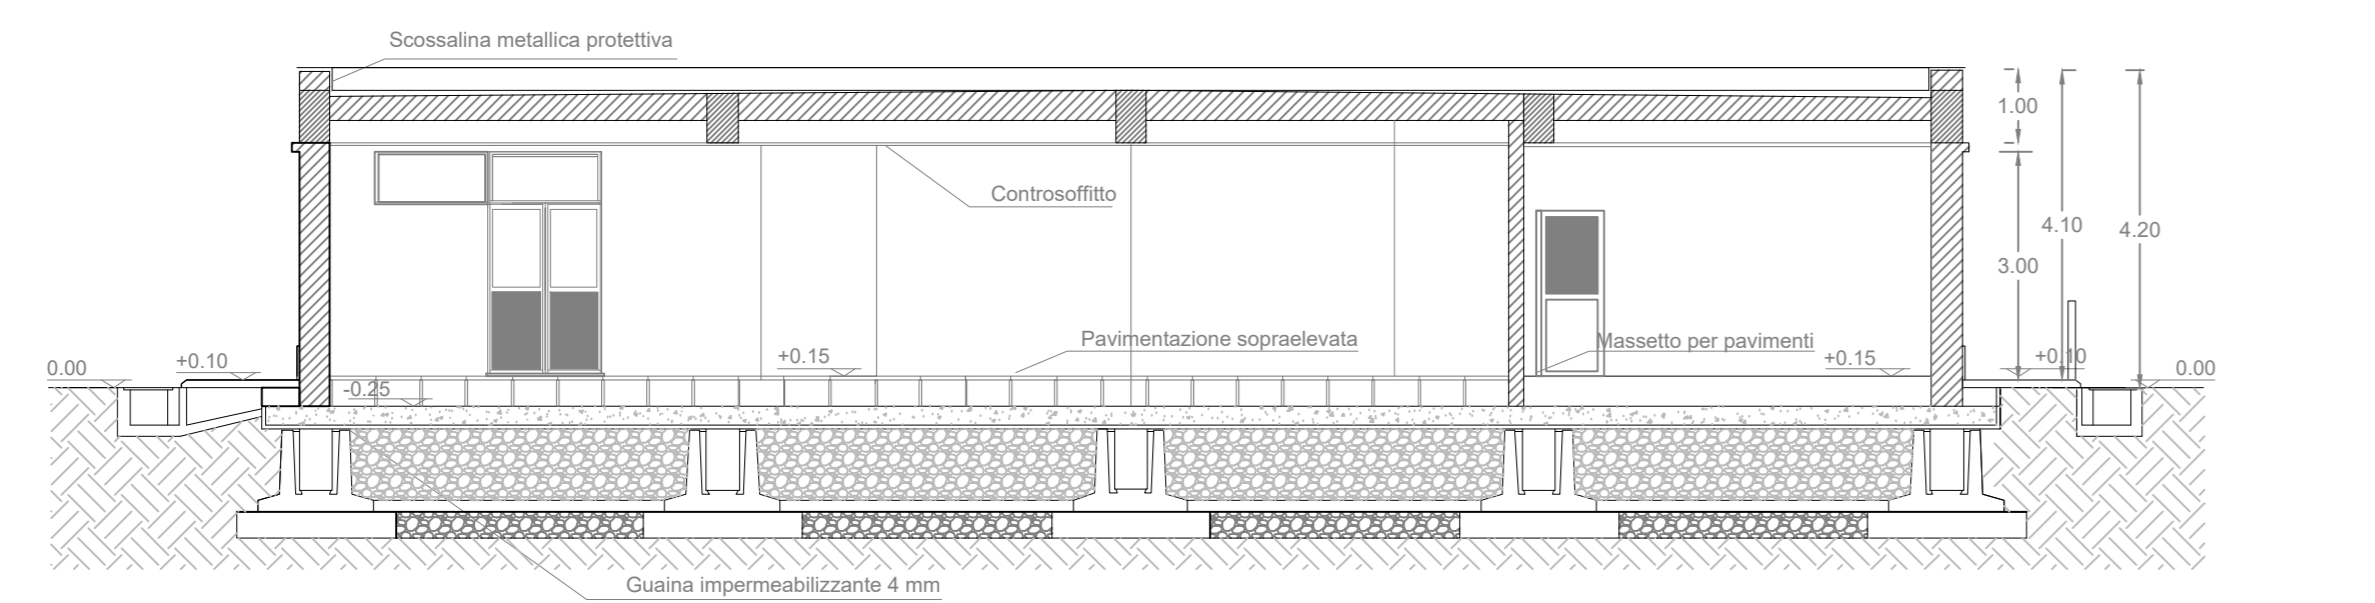 Scossalina metallica protettiva
1.00
Controsoffitto
4.10
4.20
3.00
Pavimentazione sopraelevata
Massetto per pavimenti
0.00
+0.10
+0.15
+0.15
+0.10
0.00
-0.25
Guaina impermeabilizzante 4 mm